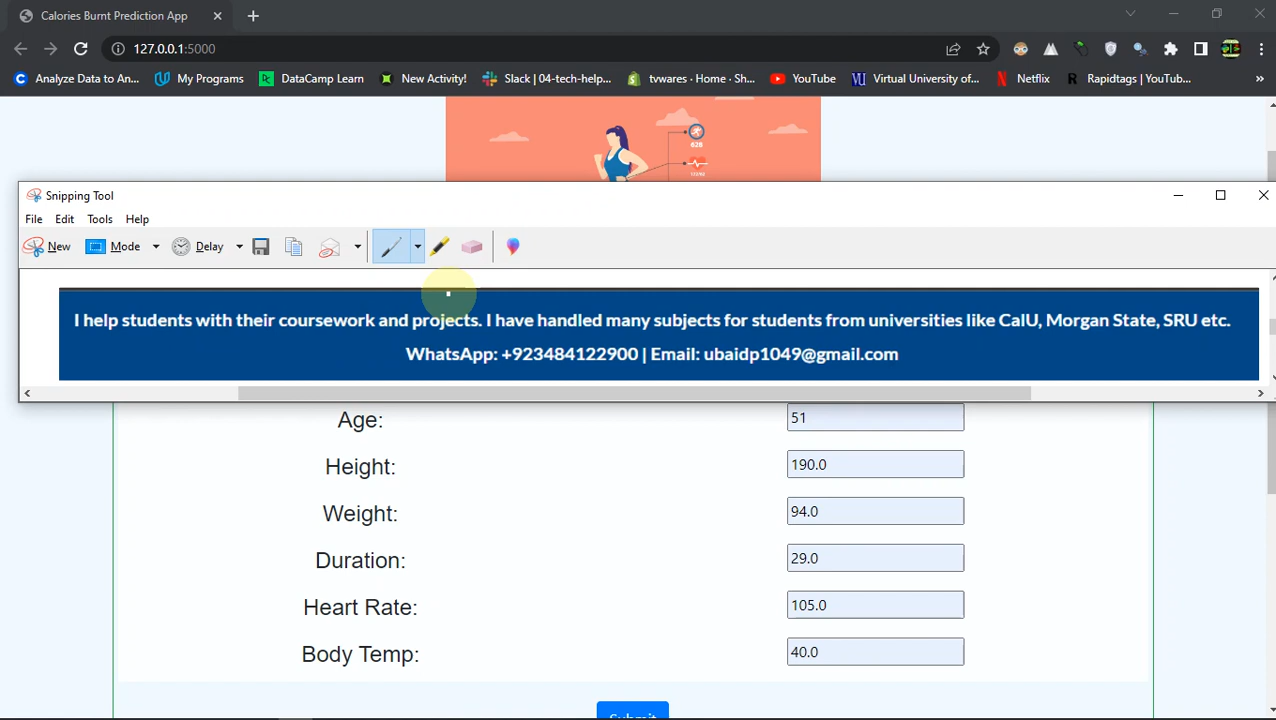 Calories Burnt Prediction App
127.0.0.1:5000
Analyze Data to An...
My Programs
DataCamp Learn
New Activity!
Slack | 04-tech-help...
tvwares · Home · Sh...
YouTube
Virtual University of...
Netflix
Rapidtags | YouTub...
628
Snipping Tool
File Edit Tools Help
New Mode Delay
I help students with their coursework and projects. I have handled many subjects for students from universities like CalU, Morgan State, SRU etc.
WhatsApp: +923484122900 | Email: ubaidp1049@gmail.com
Age: 51
Height: 190.0
Weight: 94.0
Duration: 29.0
Heart Rate: 105.0
Body Temp: 40.0
Submit